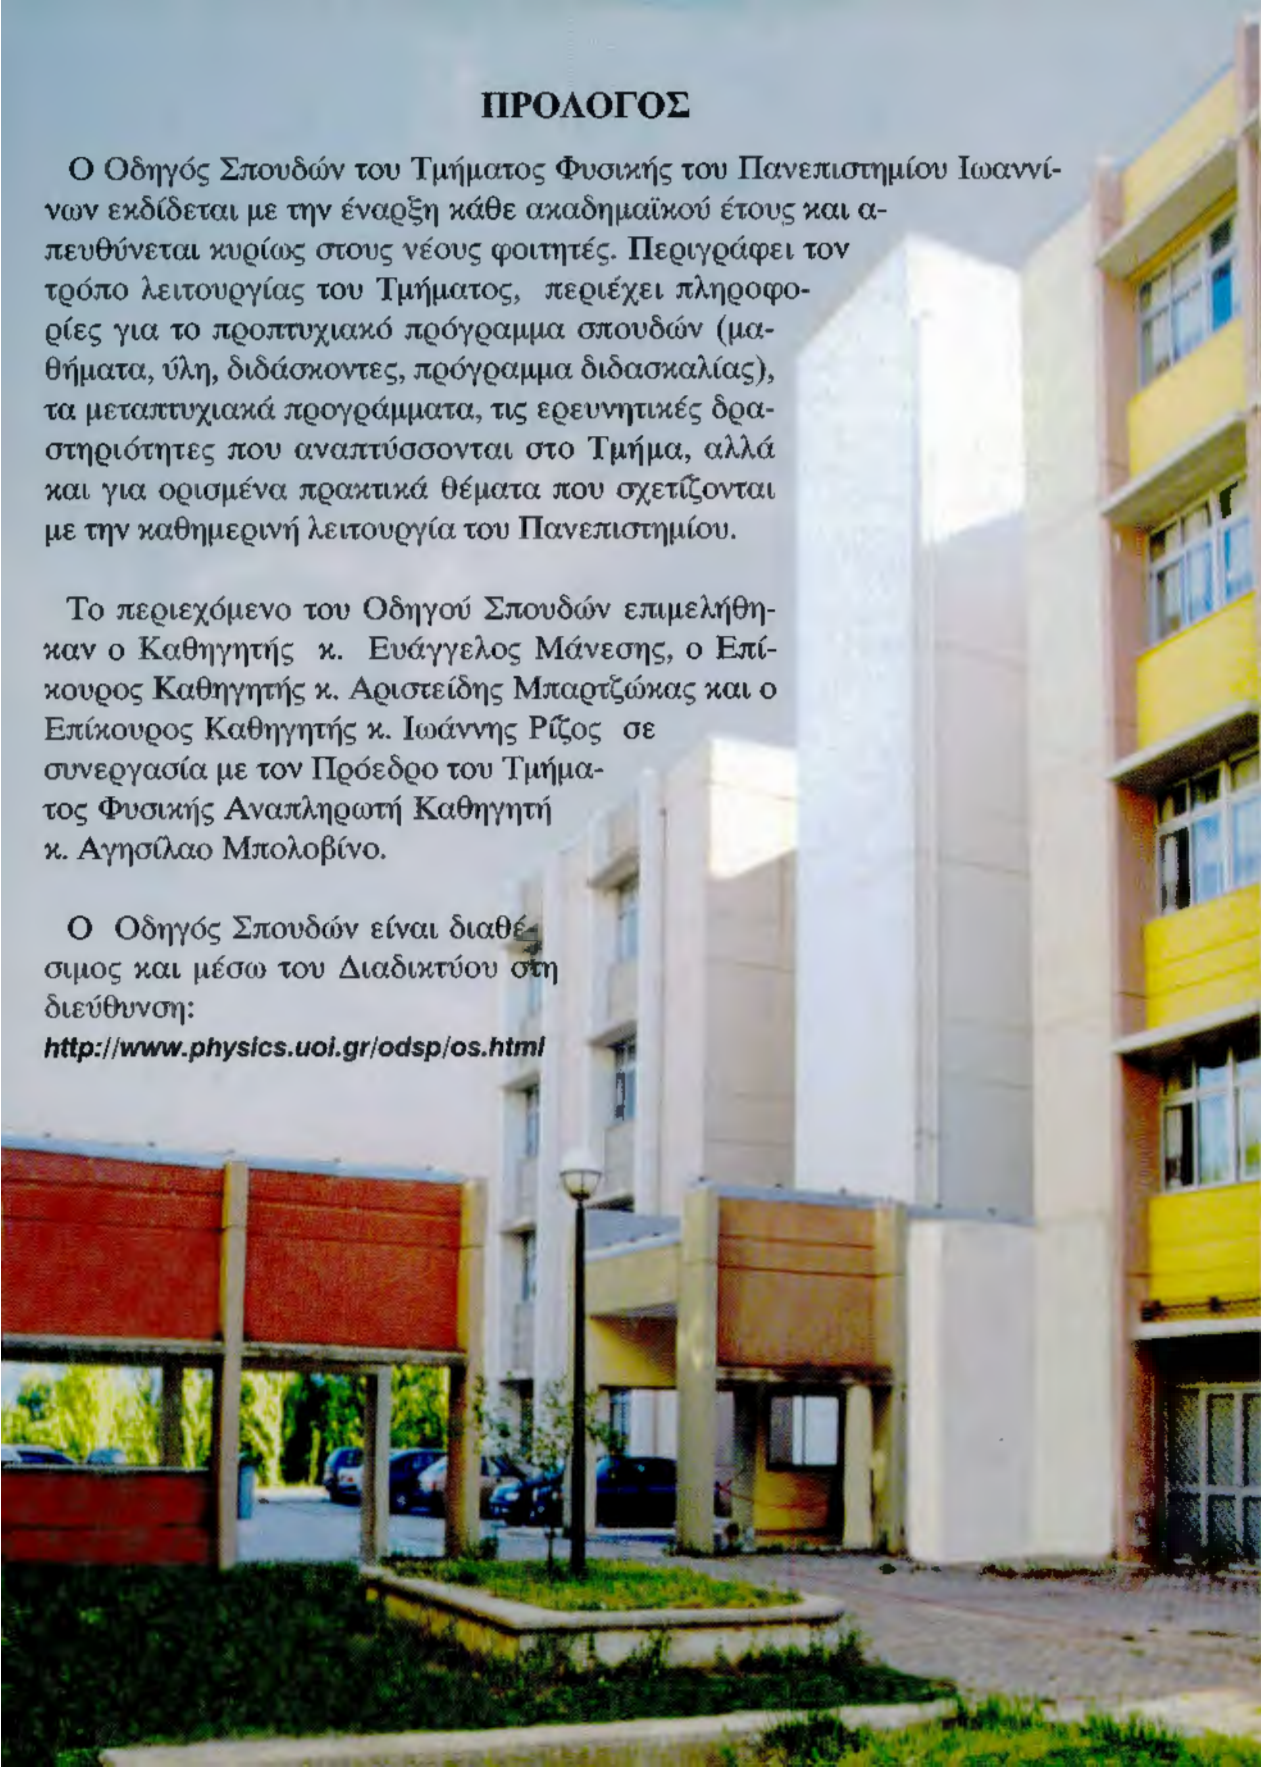 ΠΡΟΛΟΓΟΣ
Ο Οδηγός Σπουδών του Τμήματος Φυσικής του Πανεπιστημίου Ιωαννί-
νων εκδίδεται με την έναρξη κάθε ακαδημαϊκού έτους και α-
πευθύνεται κυρίως στους νέους φοιτητές. Περιγράφει τον
τρόπο λειτουργίας του Τμήματος, περιέχει πληροφο-
ρίες για το προπτυχιακό πρόγραμμα σπουδών (μα-
θήματα, ύλη, διδάσκοντες, πρόγραμμα διδασκαλίας),
τα μεταπτυχιακά προγράμματα, τις ερευνητικές δρα-
στηριότητες που αναπτύσσονται στο Τμήμα, αλλά
και για ορισμένα πρακτικά θέματα που σχετίζονται
με την καθημερινή λειτουργία του Πανεπιστημίου.
Το περιεχόμενο του Οδηγού Σπουδών επιμελήθη-
καν ο Καθηγητής κ. Ευάγγελος Μάνεσης, ο Επί-
κουρος Καθηγητής κ. Αριστείδης Μπαρτζώκας και ο
Επίκουρος Καθηγητής κ. Ιωάννης Ρίζος σε
συνεργασία με τον Πρόεδρο του Τμήμα-
τος Φυσικής Αναπληρωτή Καθηγητή
κ. Αγησίλαο Μπολοβίνο.
Ο Οδηγός Σπουδών είναι διαθέ-
σιμος και μέσω του Διαδικτύου στη
διεύθυνση:
http://www.physics.uoi.gr/odsp/os.html